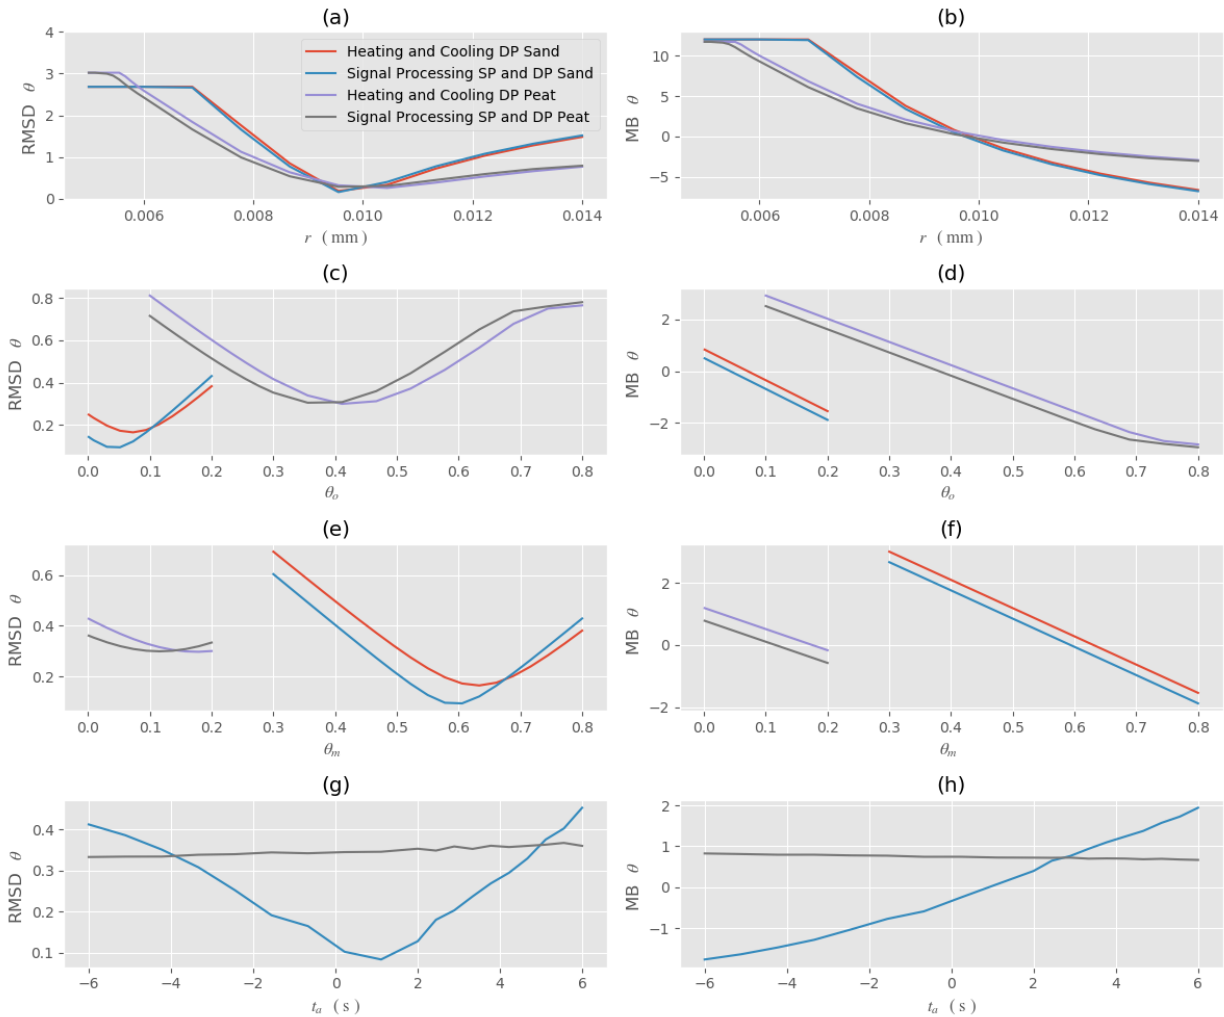 (a)
4
3
2
1
0
RMSD θ
Heating and Cooling DP Sand
Signal Processing SP and DP Sand
Heating and Cooling DP Peat
Signal Processing SP and DP Peat
0.006 0.008 0.010 0.012 0.014
r (mm)
(b)
10
5
0
−5
MB θ
0.006 0.008 0.010 0.012 0.014
r (mm)
(c)
0.8
0.6
0.4
0.2
RMSD θ
0.0 0.1 0.2 0.3 0.4 0.5 0.6 0.7 0.8
θo
(d)
2
0
−2
MB θ
0.0 0.1 0.2 0.3 0.4 0.5 0.6 0.7 0.8
θo
(e)
0.6
0.4
0.2
RMSD θ
0.0 0.1 0.2 0.3 0.4 0.5 0.6 0.7 0.8
θm
(f)
2
0
−2
MB θ
0.0 0.1 0.2 0.3 0.4 0.5 0.6 0.7 0.8
θm
(g)
0.4
0.3
0.2
0.1
RMSD θ
−6 −4 −2 0 2 4 6
ta (s)
(h)
2
1
0
−1
MB θ
−6 −4 −2 0 2 4 6
ta (s)